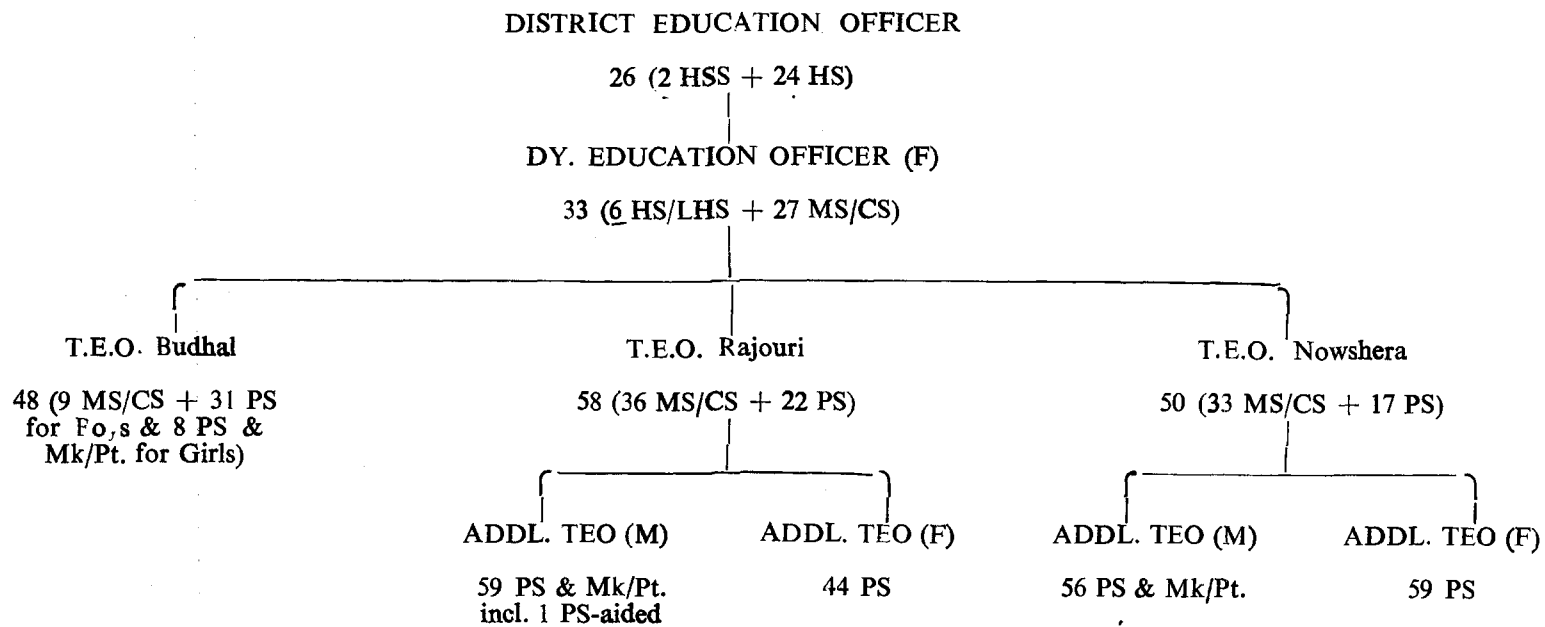 DISTRICT EDUCATION OFFICER
26 (2 HSS + 24 HS)
DY. EDUCATION OFFICER (F)
33 (6 HS/LHS + 27 MS/CS)
T.E.O. Budhal
48 (9 MS/CS + 31 PS
for Fo,s & 8 PS &
Mk/Pt. for Girls)
T.E.O. Rajouri
58 (36 MS/CS + 22 PS)
T.E.O. Nowshera
50 (33 MS/CS + 17 PS)
ADDL. TEO (M)
59 PS & Mk/Pt.
incl. 1 PS-aided
ADDL. TEO (F)
44 PS
ADDL. TEO (M)
56 PS & Mk/Pt.
ADDL. TEO (F)
59 PS